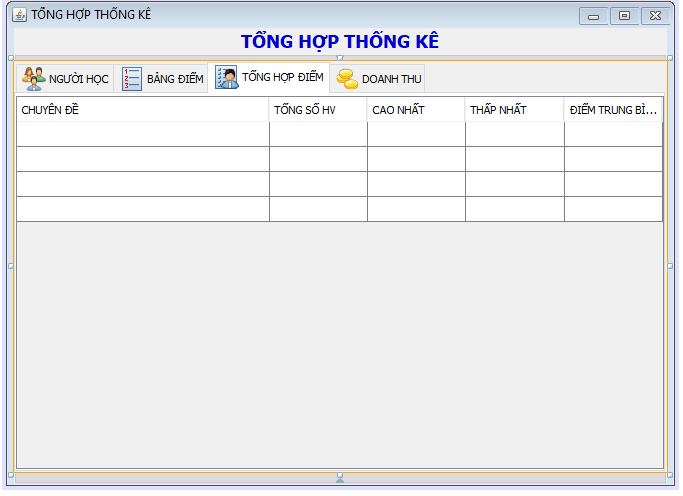 TỔNG HỢP THỐNG KÊ
TỔNG HỢP THỐNG KÊ
NGƯỜI HỌC BẢNG ĐIỂM TỔNG HỢP ĐIỂM DOANH THU
CHUYÊN ĐỀ TỔNG SỐ HV CAO NHẤT THẤP NHẤT ĐIỂM TRUNG BÌ...